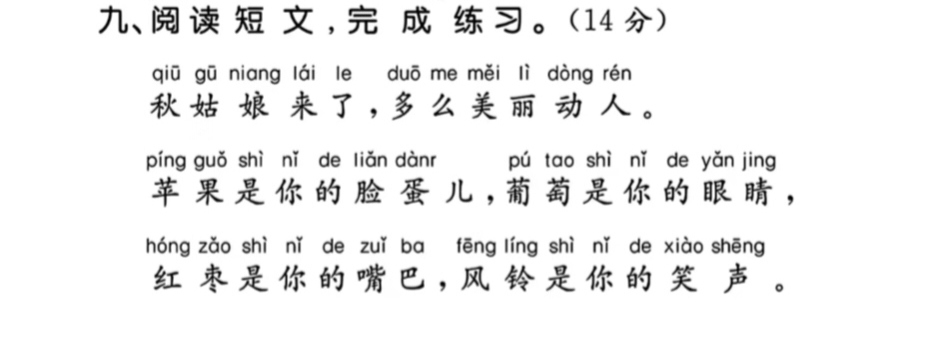 九、阅读短文,完成练习。(14分)
qiū gū niang lái le duō me měi lì dòng rén
秋姑娘来了,多么美丽动人。
píng guǒ shì nǐ de liǎn dànr pú tao shì nǐ de yǎn jing
苹果是你的脸蛋儿,葡萄是你的眼睛,
hóng zǎo shì nǐ de zuǐ ba fēng líng shì nǐ de xiào shēng
红枣是你的嘴巴,风铃是你的笑声。